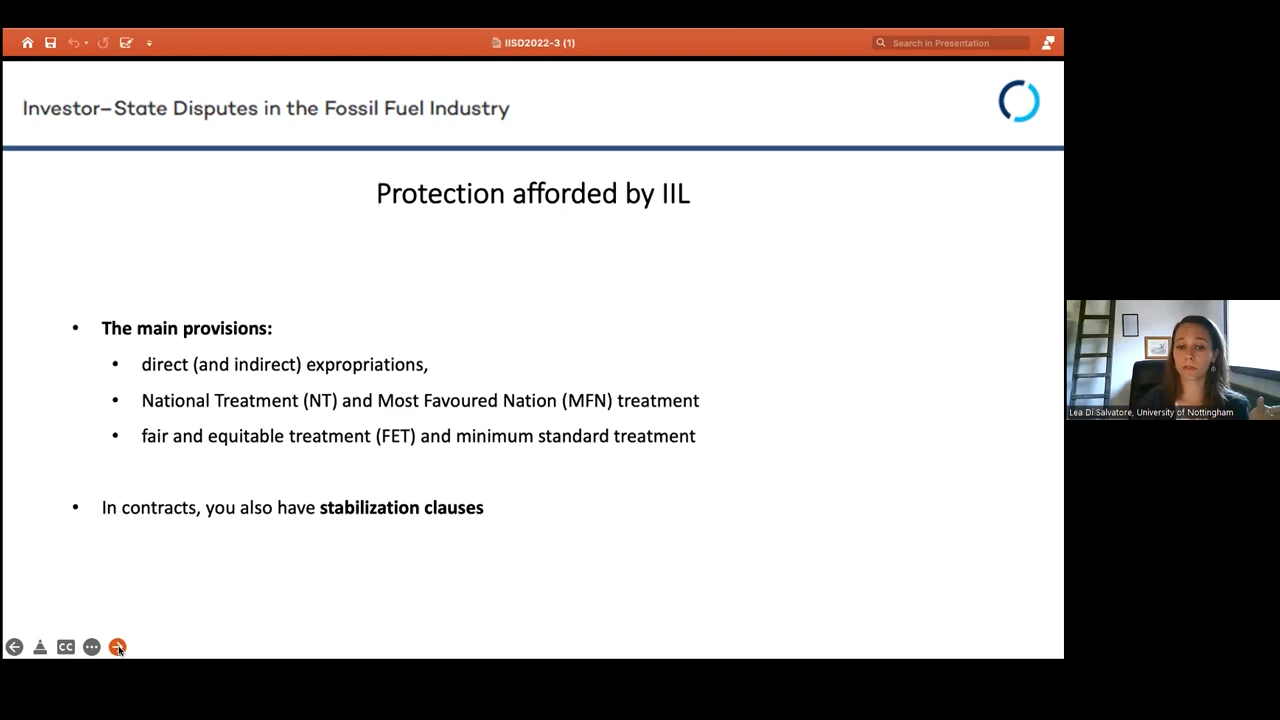 IISD2022-3 (1)
Search in Presentation
Investor–State Disputes in the Fossil Fuel Industry
Protection afforded by IIL
• The main provisions:
• direct (and indirect) expropriations,
• National Treatment (NT) and Most Favoured Nation (MFN) treatment
• fair and equitable treatment (FET) and minimum standard treatment
• In contracts, you also have stabilization clauses
Lea Di Salvatore, University of Nottingham
CC